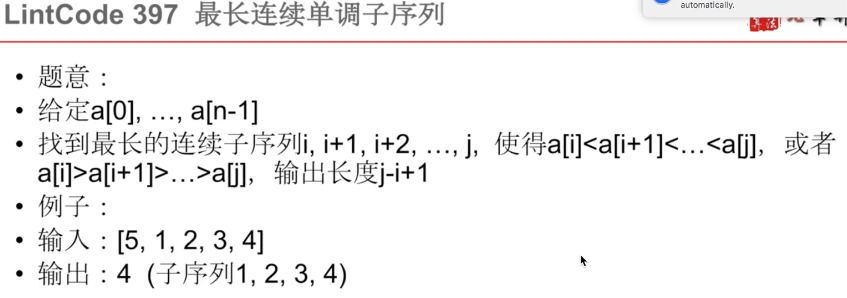 LintCode 397 最长连续单调子序列
automatically.
• 题意：
• 给定a[0], …, a[n-1]
• 找到最长的连续子序列i, i+1, i+2, …, j, 使得a[i]<a[i+1]<…<a[j]，或者
a[i]>a[i+1]>…>a[j]，输出长度j-i+1
• 例子：
• 输入：[5, 1, 2, 3, 4]
• 输出：4 (子序列1, 2, 3, 4)